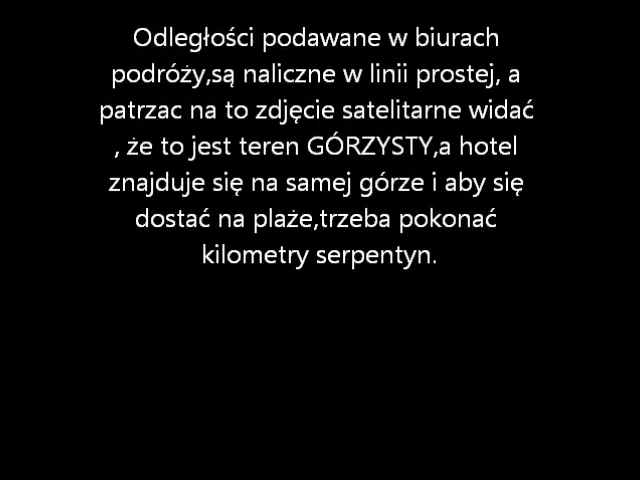 Odległości podawane w biurach
podróży,są naliczne w linii prostej, a
patrzac na to zdjęcie satelitarne widać
, że to jest teren GÓRZYSTY,a hotel
znajduje się na samej górze i aby się
dostać na plaże,trzeba pokonać
kilometry serpentyn.